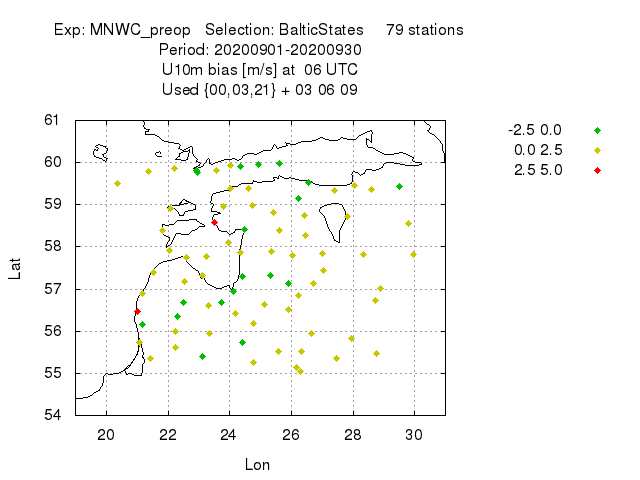 Exp: MNWC_preop   Selection: BalticStates     79 stations
Period: 20200901-20200930
U10m bias [m/s] at  06 UTC
Used {00,03,21} + 03 06 09
-2.5 0.0
0.0 2.5
2.5 5.0
61
60
59
58
57
56
55
54
Lat
20 22 24 26 28 30
Lon